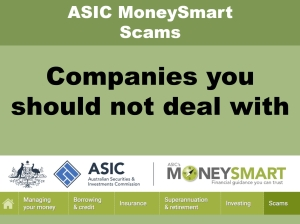 ASIC MoneySmart
Scams
Companies you
should not deal with
ASIC
Australian Securities &
Investments Commission
ASIC's
MONEYSMART
Financial guidance you can trust
Managing
your money
Borrowing
& credit
Insurance
Superannuation
& retirement
Investing
Scams